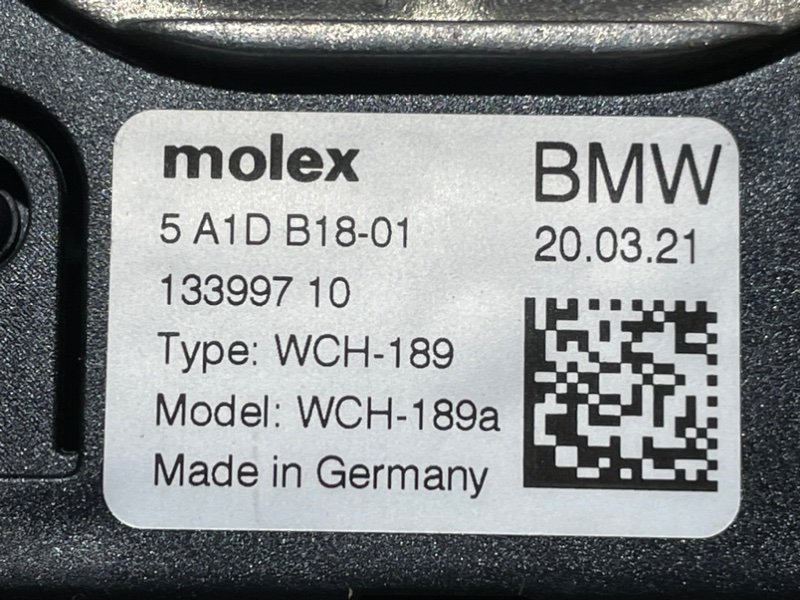 molex
5 A1D B18-01
133997 10
Type: WCH-189
Model: WCH-189a
Made in Germany
BMW
20.03.21